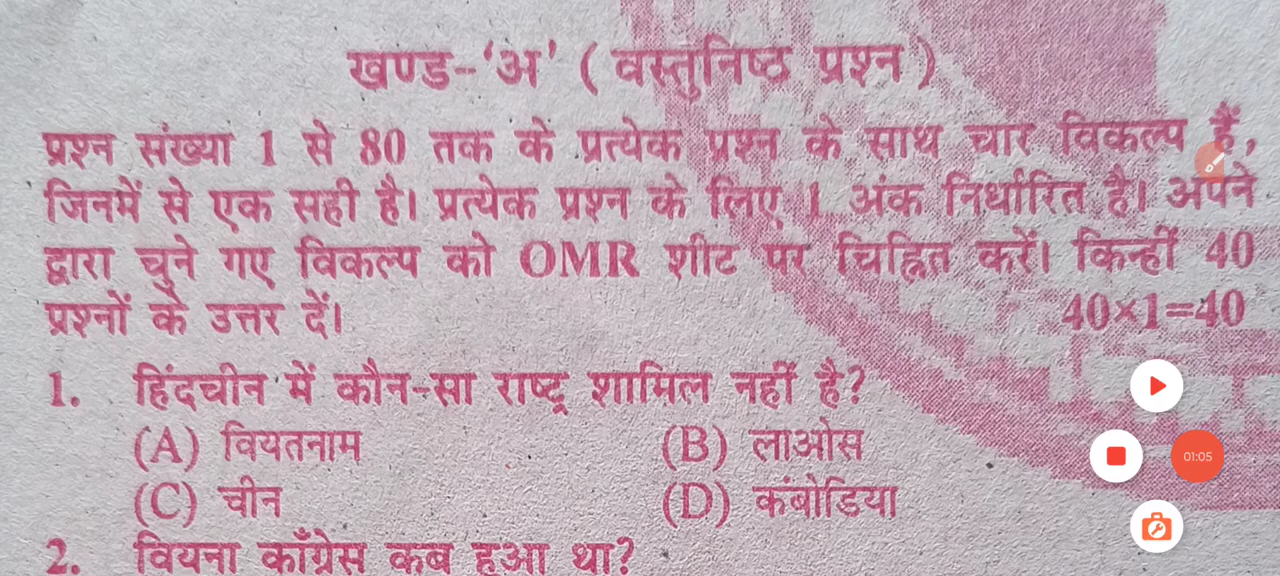 खण्ड-‘अ’ ( वस्तुनिष्ठ प्रश्न )
प्रश्न संख्या 1 से 80 तक के प्रत्येक प्रश्न के साथ चार विकल्प हैं,
जिनमें से एक सही है। प्रत्येक प्रश्न के लिए 1 अंक निर्धारित है। अपने
द्वारा चुने गए विकल्प को OMR शीट पर चिह्नित करें। किन्हीं 40
प्रश्नों के उत्तर दें। 40×1=40
1. हिंदचीन में कौन-सा राष्ट्र शामिल नहीं है?
(A) वियतनाम (B) लाओस
(C) चीन (D) कंबोडिया
01:05
2. वियना काँग्रेस कब हुआ था?